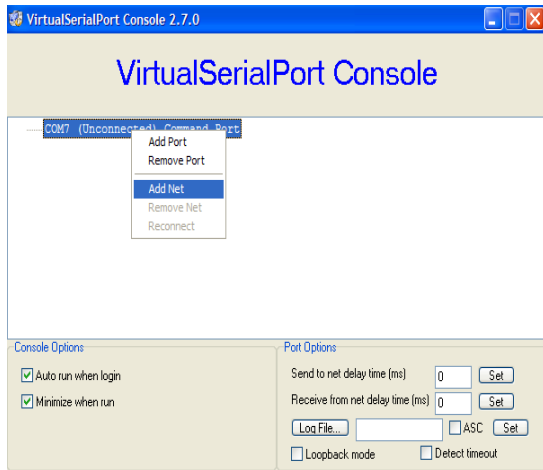 VirtualSerialPort Console 2.7.0
VirtualSerialPort Console
COM7 (Unconnected) Command Port
Add Port
Remove Port
Add Net
Remove Net
Reconnect
Console Options
Auto run when login
Minimize when run
Port Options
Send to net delay time (ms) 0 Set
Receive from net delay time (ms) 0 Set
Log File... ASC Set
Loopback mode Detect timeout